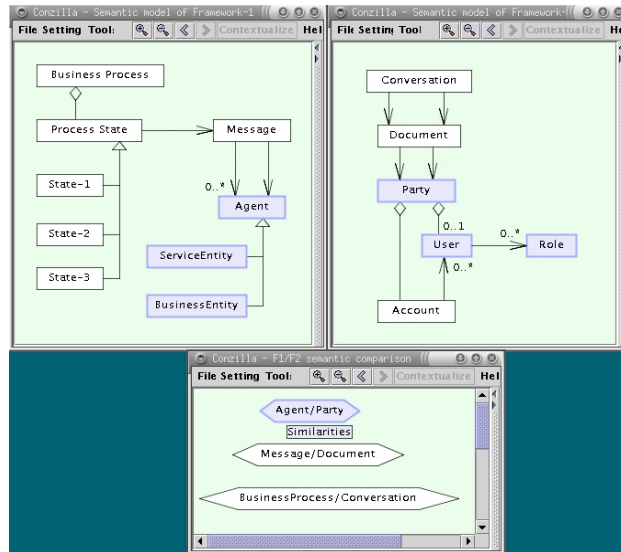 Conzilla - Semantic model of Framework-1
File Setting Tool:
Contextualize
Hel
Business Process
Process State
Message
State-1
0..*
Agent
State-2
ServiceEntity
State-3
BusinessEntity
Conzilla - Semantic model of Framework-
File Settin Tool
Contextualize
He
Conversation
Document
Party
0..1
User
0..*
Role
0..*
Account
Conzilla - F1/F2 semantic comparison
File Setting Tool:
Contextualize
Hel
Agent/Party
Similarities
Message/Document
BusinessProcess/Conversation